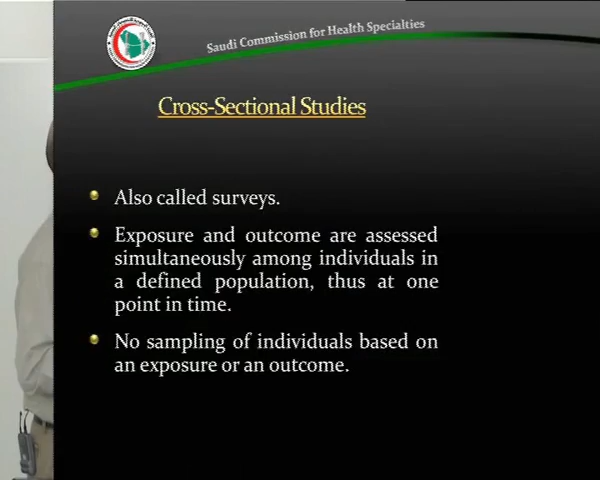 Saudi Commission for Health Specialties
Cross-Sectional Studies
Also called surveys.
Exposure and outcome are assessed
simultaneously among individuals in
a defined population, thus at one
point in time.
No sampling of individuals based on
an exposure or an outcome.